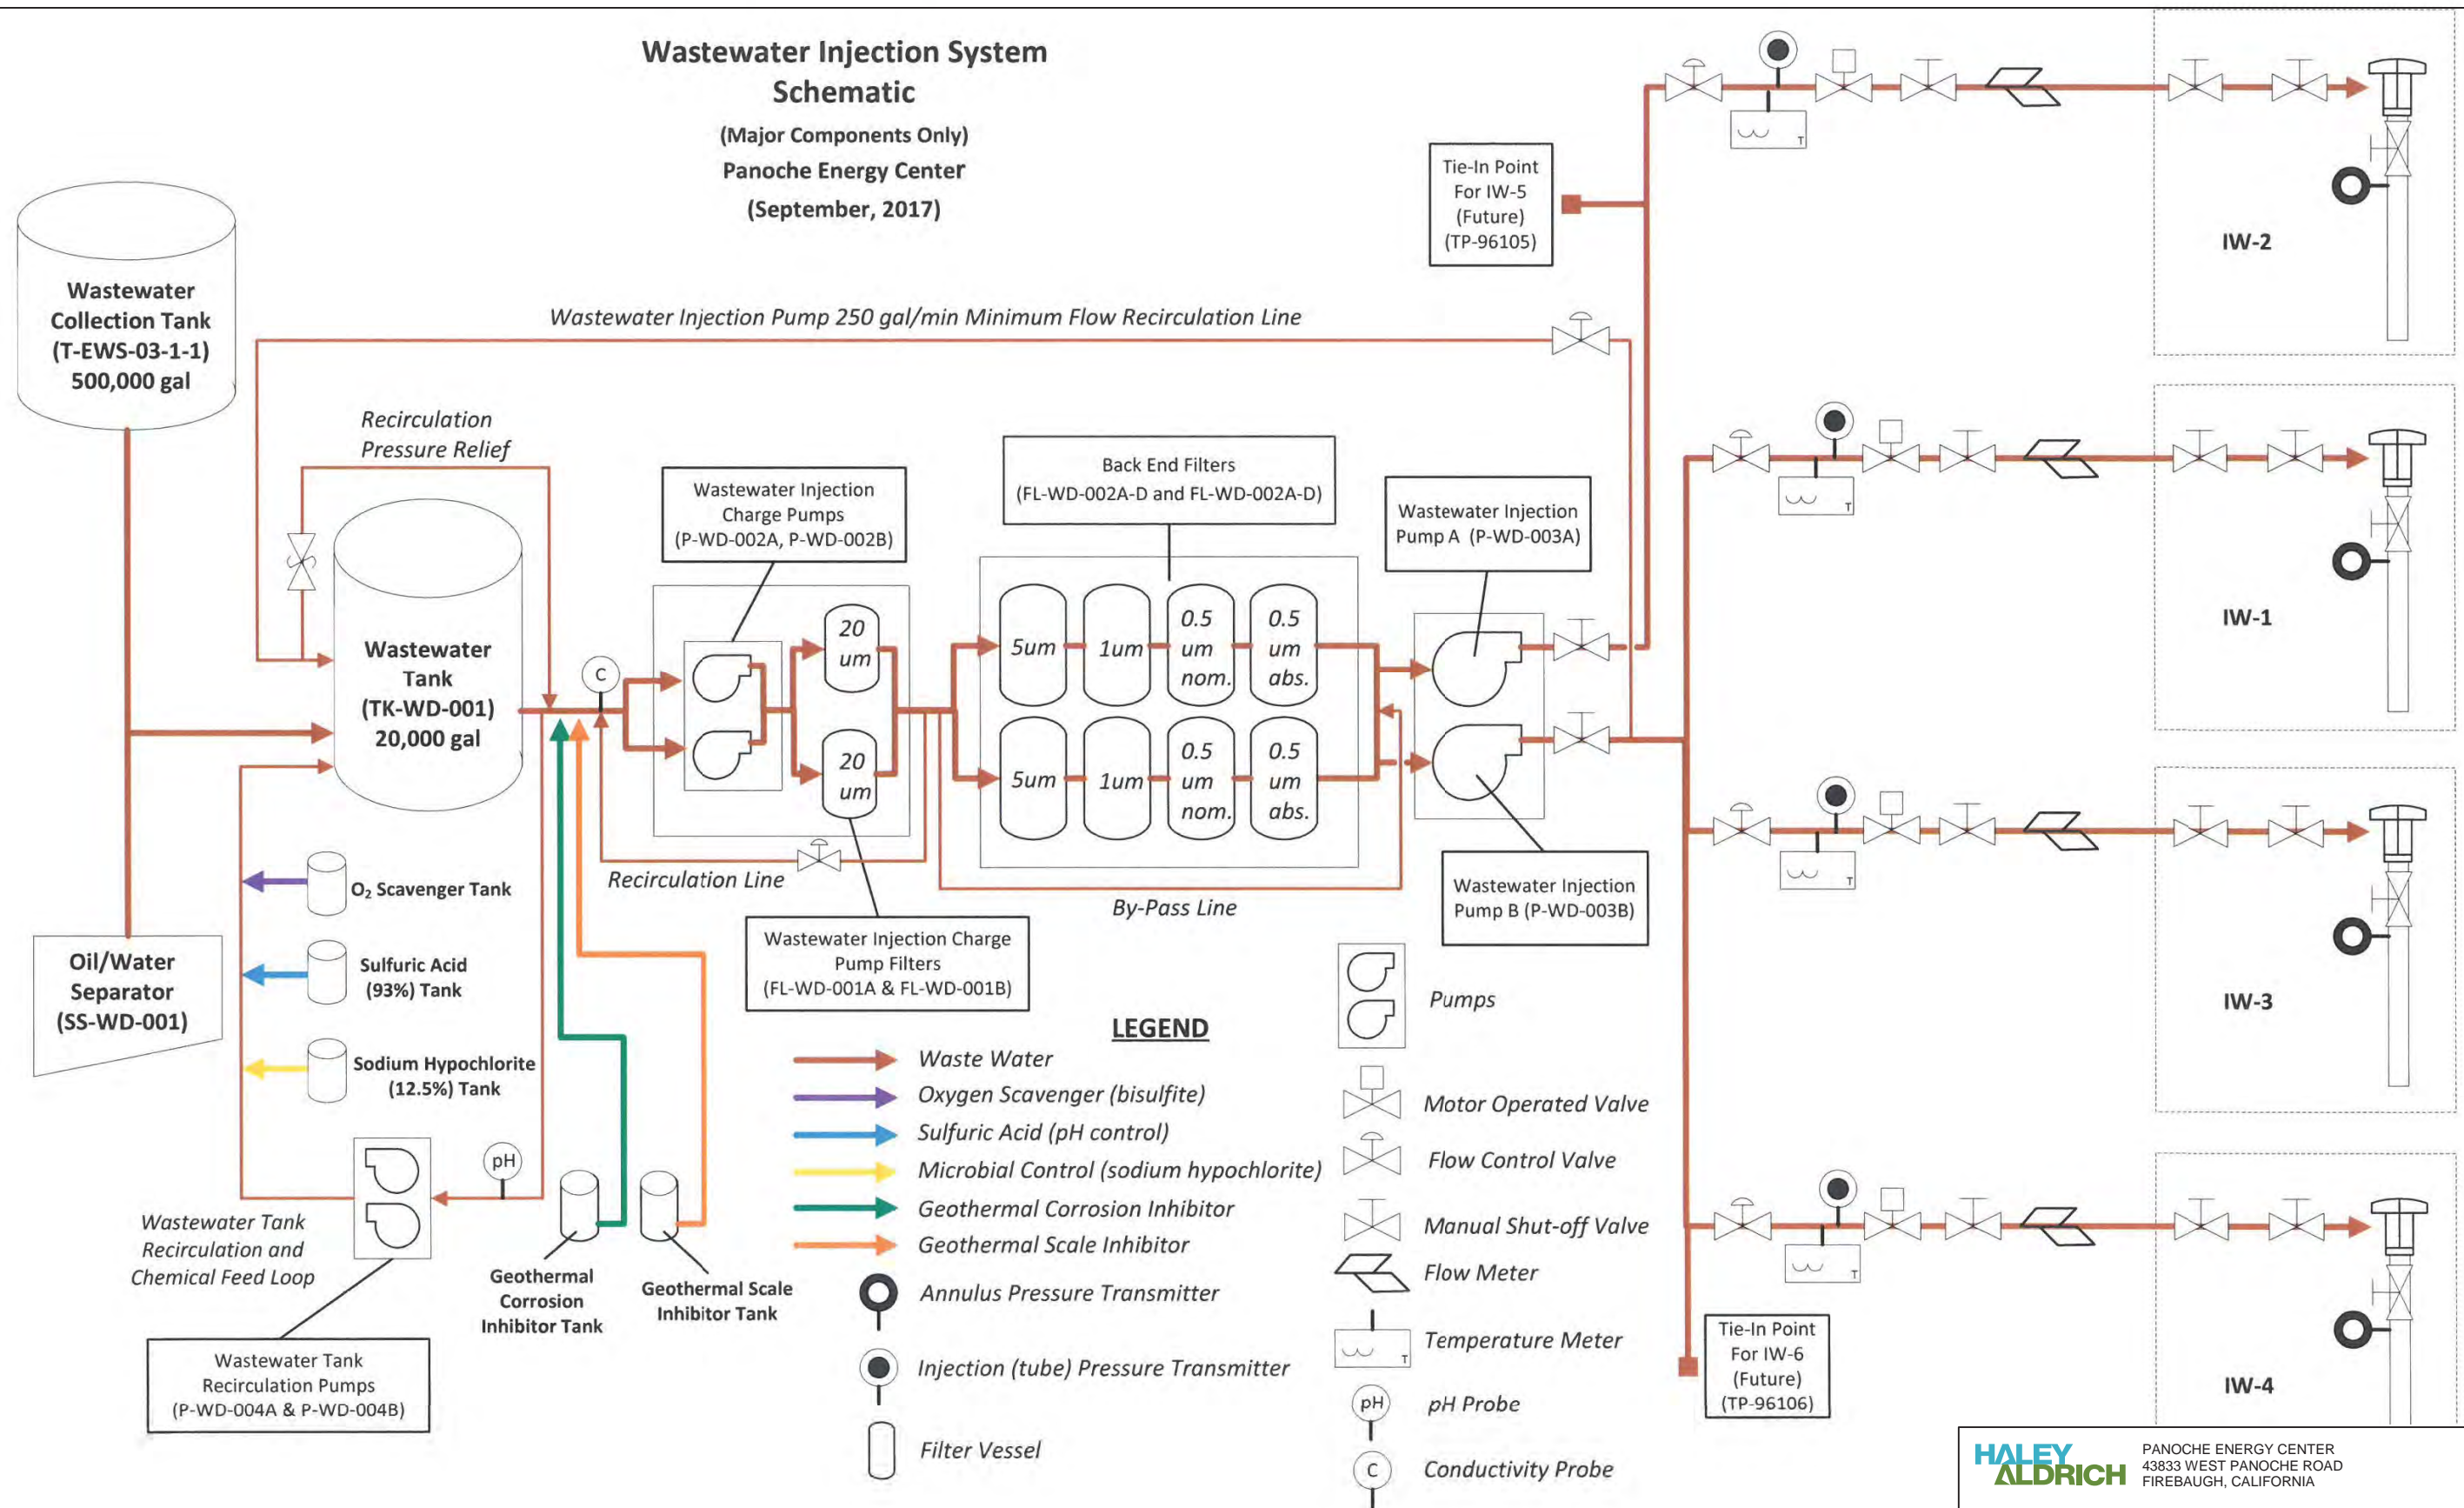 Wastewater Injection System
Schematic
(Major Components Only)
Panoche Energy Center
(September, 2017)
Wastewater
Collection Tank
(T-EWS-03-1-1)
500,000 gal
Tie-In Point
For IW-5
(Future)
(TP-96105)
T
IW-2
Wastewater Injection Pump 250 gal/min Minimum Flow Recirculation Line
Recirculation
Pressure Relief
Wastewater
Tank
(TK-WD-001)
20,000 gal
C
Wastewater Injection
Charge Pumps
(P-WD-002A, P-WD-002B)
20
um
20
um
Back End Filters
(FL-WD-002A-D and FL-WD-002A-D)
5um
1um
0.5
um
nom.
0.5
um
abs.
5um
1um
0.5
um
nom.
0.5
um
abs.
Wastewater Injection
Pump A (P-WD-003A)
Wastewater Injection
Pump B (P-WD-003B)
T
IW-1
T
IW-3
T
IW-4
Recirculation Line
By-Pass Line
Wastewater Injection Charge
Pump Filters
(FL-WD-001A & FL-WD-001B)
Oil/Water
Separator
(SS-WD-001)
O₂ Scavenger Tank
Sulfuric Acid
(93%) Tank
Sodium Hypochlorite
(12.5%) Tank
pH
Wastewater Tank
Recirculation and
Chemical Feed Loop
Wastewater Tank
Recirculation Pumps
(P-WD-004A & P-WD-004B)
Geothermal
Corrosion
Inhibitor Tank
Geothermal Scale
Inhibitor Tank
LEGEND
Waste Water
Oxygen Scavenger (bisulfite)
Sulfuric Acid (pH control)
Microbial Control (sodium hypochlorite)
Geothermal Corrosion Inhibitor
Geothermal Scale Inhibitor
Annulus Pressure Transmitter
Injection (tube) Pressure Transmitter
Filter Vessel
Pumps
Motor Operated Valve
Flow Control Valve
Manual Shut-off Valve
Flow Meter
T
Temperature Meter
pH
pH Probe
C
Conductivity Probe
Tie-In Point
For IW-6
(Future)
(TP-96106)
HALEY
ALDRICH
PANOCHE ENERGY CENTER
43833 WEST PANOCHE ROAD
FIREBAUGH, CALIFORNIA